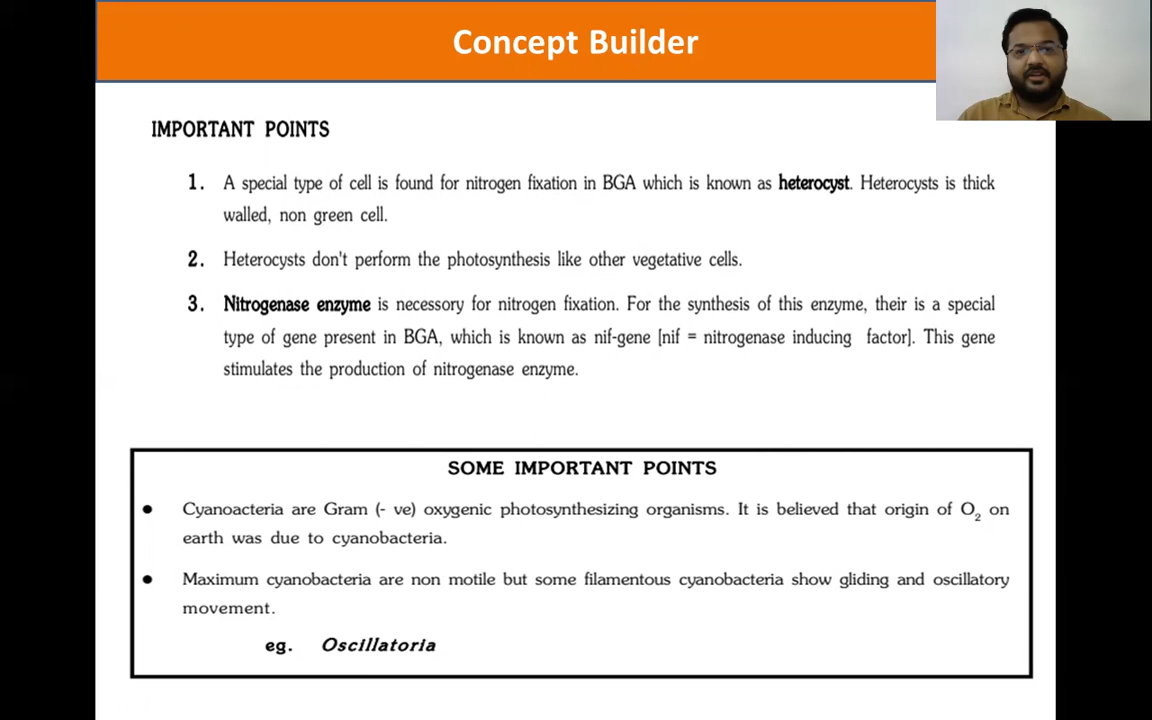 Concept Builder
IMPORTANT POINTS
1. A special type of cell is found for nitrogen fixation in BGA which is known as heterocyst. Heterocysts is thick
walled, non green cell.
2. Heterocysts don't perform the photosynthesis like other vegetative cells.
3. Nitrogenase enzyme is necessary for nitrogen fixation. For the synthesis of this enzyme, their is a special
type of gene present in BGA, which is known as nif-gene [nif = nitrogenase inducing factor]. This gene
stimulates the production of nitrogenase enzyme.
SOME IMPORTANT POINTS
● Cyanoacteria are Gram (- ve) oxygenic photosynthesizing organisms. It is believed that origin of O₂ on
earth was due to cyanobacteria.
● Maximum cyanobacteria are non motile but some filamentous cyanobacteria show gliding and oscillatory
movement.
eg. Oscillatoria